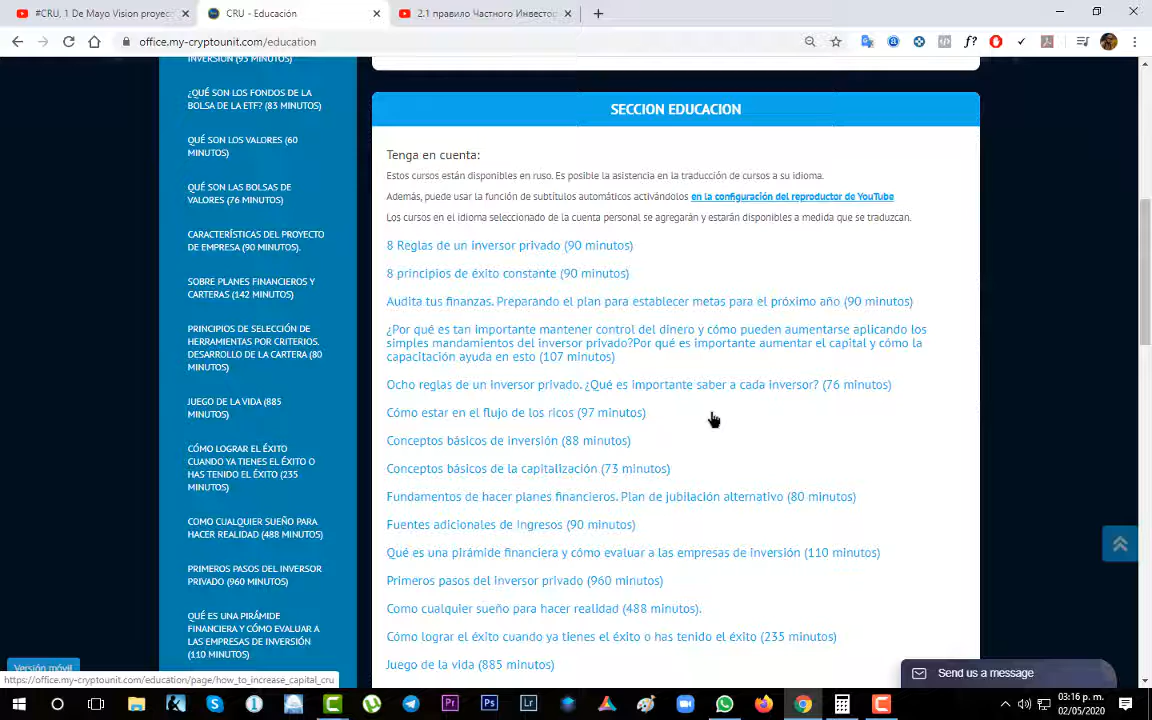 #CRU, 1 De Mayo Vision proyec
CRU - Educación
2.1 правило Частного Инвесто
office.my-cryptounit.com/education
INVERSIÓN (93 MINUTOS)
¿QUÉ SON LOS FONDOS DE LA
BOLSA DE LA ETF? (83 MINUTOS)
QUÉ SON LOS VALORES (60
MINUTOS)
QUÉ SON LAS BOLSAS DE
VALORES (76 MINUTOS)
CARACTERÍSTICAS DEL PROYECTO
DE EMPRESA (90 MINUTOS).
SOBRE PLANES FINANCIEROS Y
CARTERAS (142 MINUTOS)
PRINCIPIOS DE SELECCIÓN DE
HERRAMIENTAS POR CRITERIOS.
DESARROLLO DE LA CARTERA (80
MINUTOS)
JUEGO DE LA VIDA (885
MINUTOS)
CÓMO LOGRAR EL ÉXITO
CUANDO YA TIENES EL ÉXITO O
HAS TENIDO EL ÉXITO (235
MINUTOS)
COMO CUALQUIER SUEÑO PARA
HACER REALIDAD (488 MINUTOS)
PRIMEROS PASOS DEL INVERSOR
PRIVADO (960 MINUTOS)
QUÉ ES UNA PIRÁMIDE
FINANCIERA Y CÓMO EVALUAR A
LAS EMPRESAS DE INVERSIÓN
(110 MINUTOS)
SECCION EDUCACION
Tenga en cuenta:
Estos cursos están disponibles en ruso. Es posible la asistencia en la traducción de cursos a su idioma.
Además, puede usar la función de subtítulos automáticos activándolos en la configuración del reproductor de YouTube
Los cursos en el idioma seleccionado de la cuenta personal se agregarán y estarán disponibles a medida que se traduzcan.
8 Reglas de un inversor privado (90 minutos)
8 principios de éxito constante (90 minutos)
Audita tus finanzas. Preparando el plan para establecer metas para el próximo año (90 minutos)
¿Por qué es tan importante mantener control del dinero y cómo pueden aumentarse aplicando los
simples mandamientos del inversor privado?Por qué es importante aumentar el capital y cómo la
capacitación ayuda en esto (107 minutos)
Ocho reglas de un inversor privado. ¿Qué es importante saber a cada inversor? (76 minutos)
Cómo estar en el flujo de los ricos (97 minutos)
Conceptos básicos de inversión (88 minutos)
Conceptos básicos de la capitalización (73 minutos)
Fundamentos de hacer planes financieros. Plan de jubilación alternativo (80 minutos)
Fuentes adicionales de Ingresos (90 minutos)
Qué es una pirámide financiera y cómo evaluar a las empresas de inversión (110 minutos)
Primeros pasos del inversor privado (960 minutos)
Como cualquier sueño para hacer realidad (488 minutos).
Cómo lograr el éxito cuando ya tienes el éxito o has tenido el éxito (235 minutos)
Juego de la vida (885 minutos)
Versión móvil
https://office.my-cryptounit.com/education/page/how_to_increase_capital_cru
Send us a message
03:16 p. m.
02/05/2020